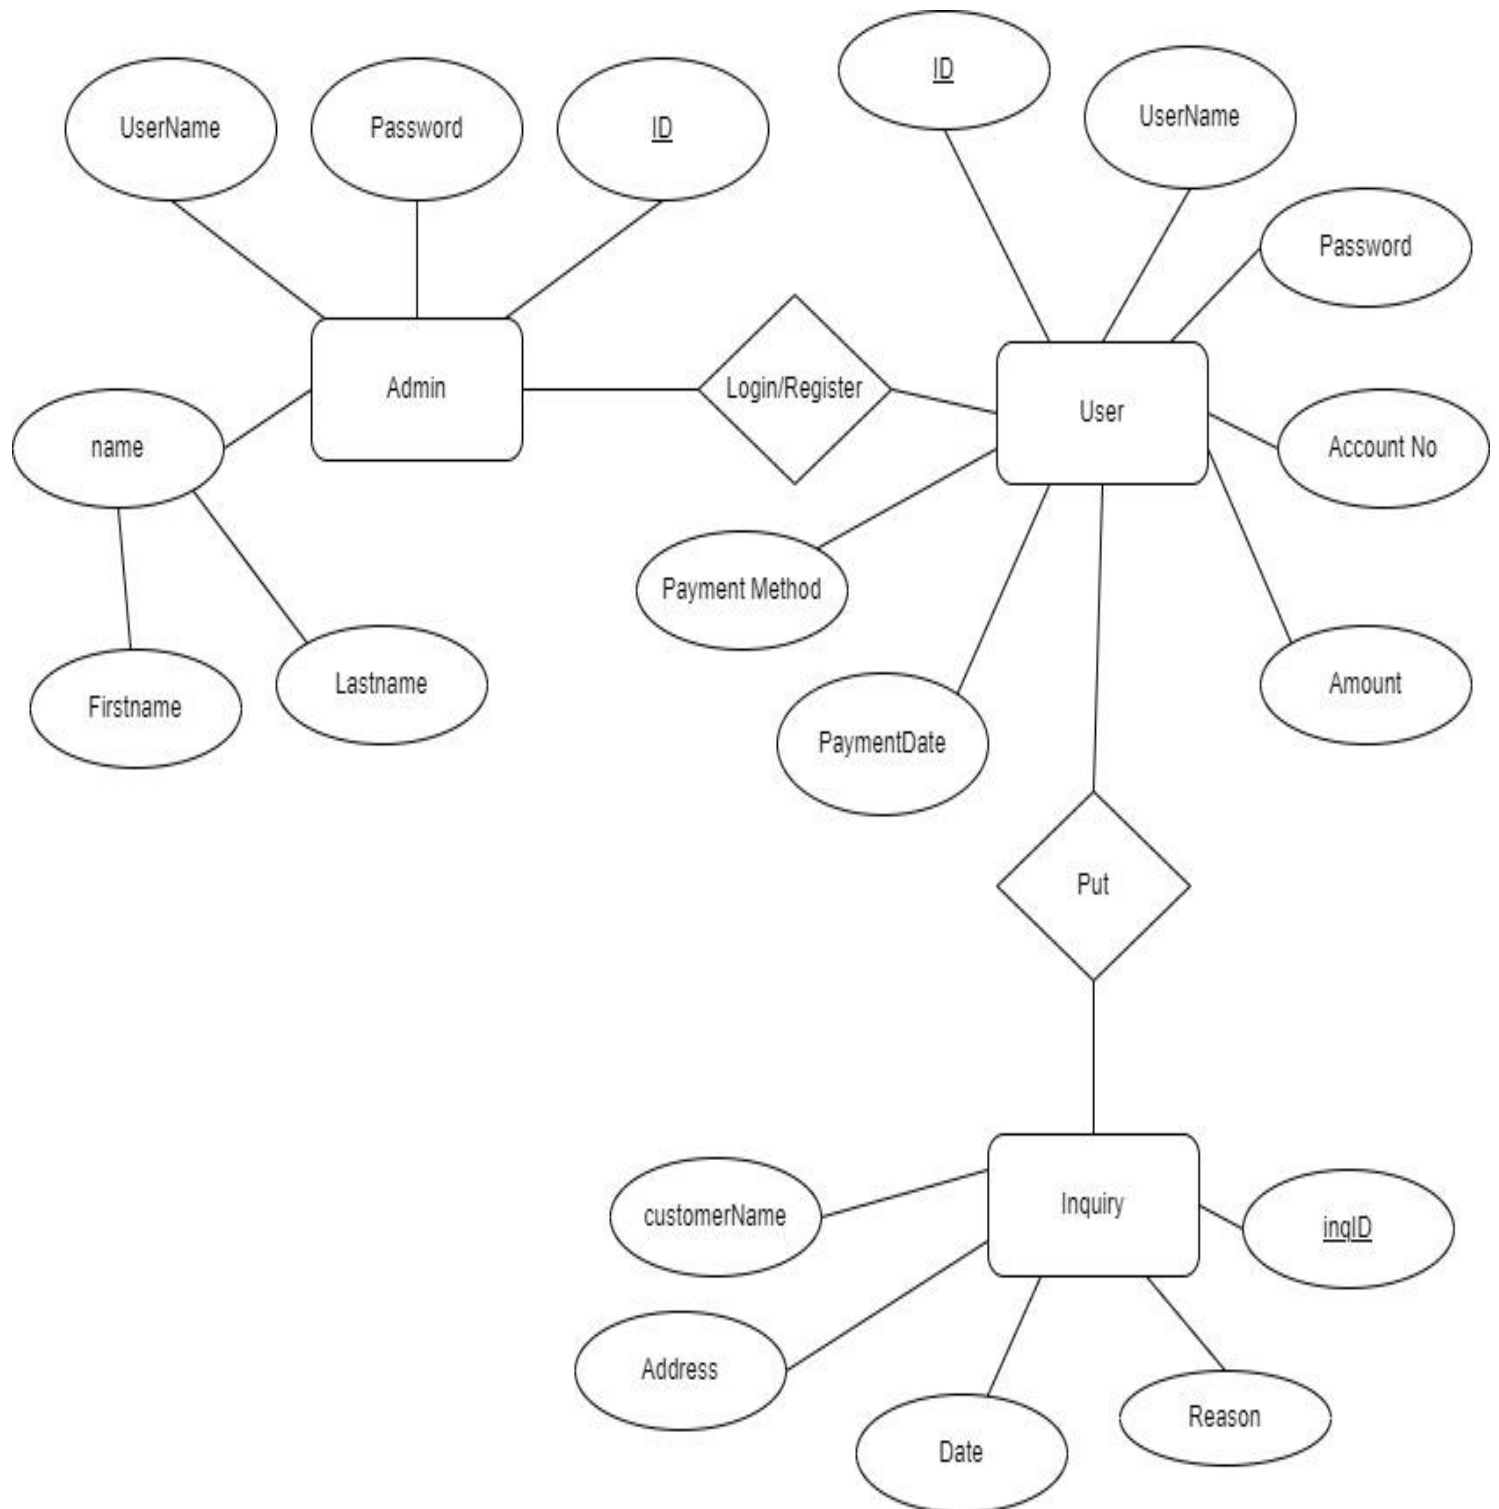 ID
UserName
UserName
Password
ID
Password
Admin
Login/Register
User
name
Account No
Payment Method
Lastname
Amount
Firstname
PaymentDate
Put
Inquiry
customerName
inqID
Address
Reason
Date